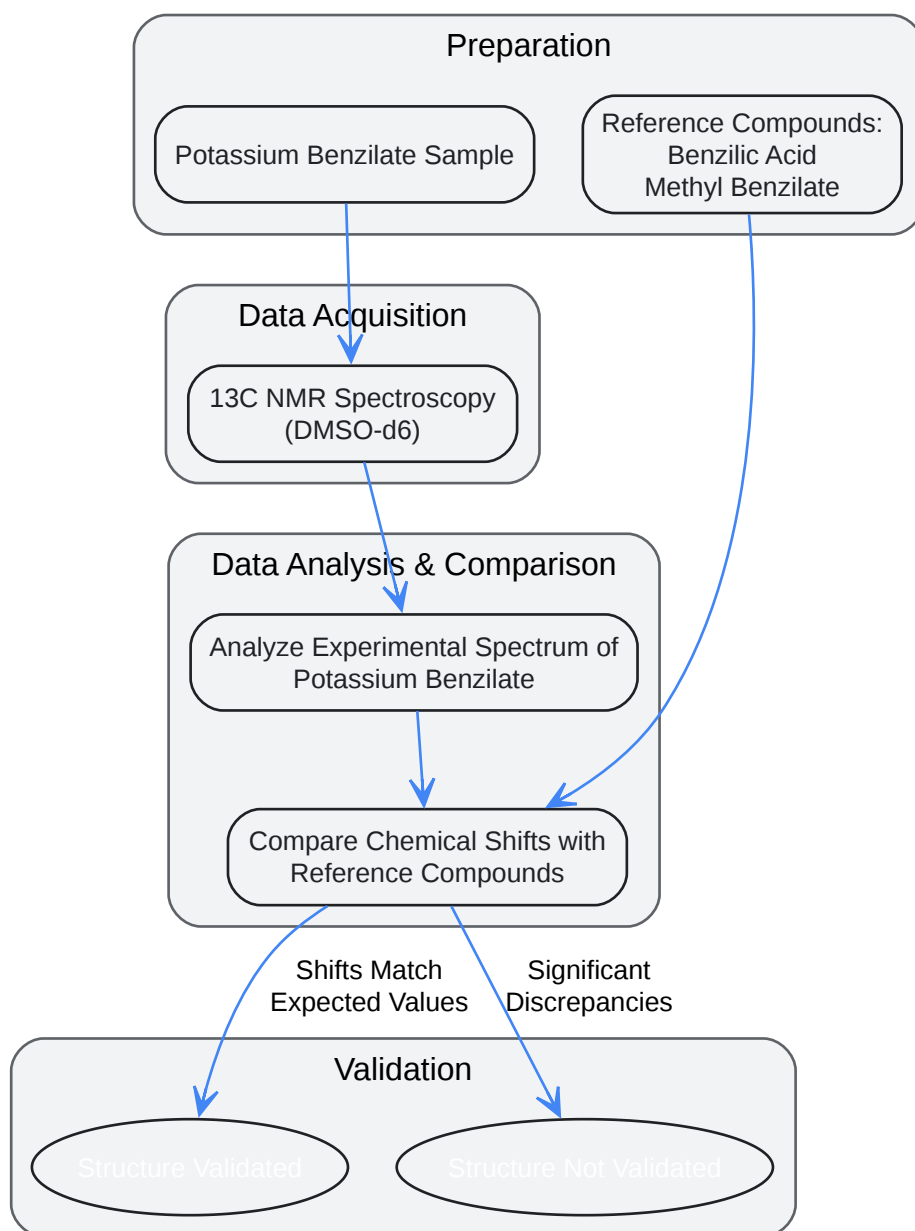 Preparation
Potassium Benzilate Sample
Reference Compounds:
Benzilic Acid
Methyl Benzilate
Data Acquisition
13C NMR Spectroscopy
(DMSO-d6)
Data Analysis & Comparison
Analyze Experimental Spectrum of
Potassium Benzilate
Compare Chemical Shifts with
Reference Compounds
Shifts Match
Expected Values
Significant
Discrepancies
Validation
Structure Validated
Structure Not Validated